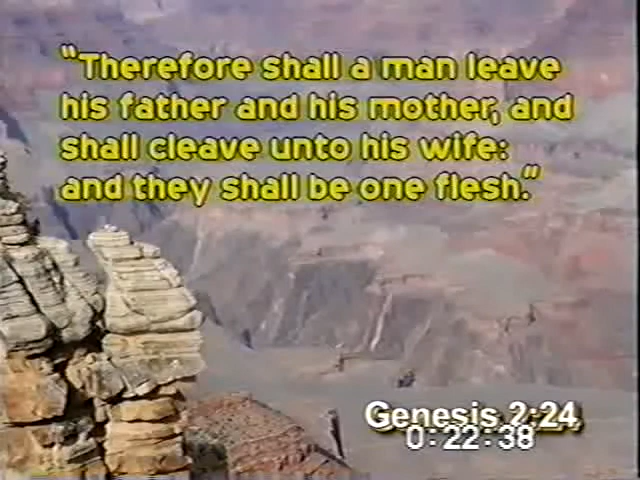 “Therefore shall a man leave
his father and his mother, and
shall cleave unto his wife:
and they shall be one flesh.”
Genesis 2:24
0:22:38